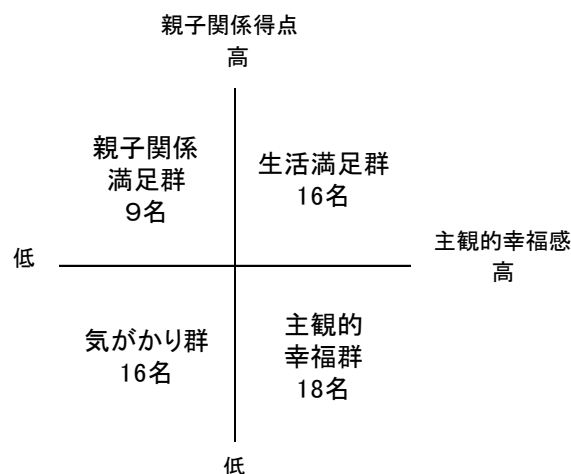 親子関係得点
高
親子関係
満足群
９名
生活満足群
16名
低
主観的幸福感
高
気がかり群
16名
主観的
幸福群
18名
低